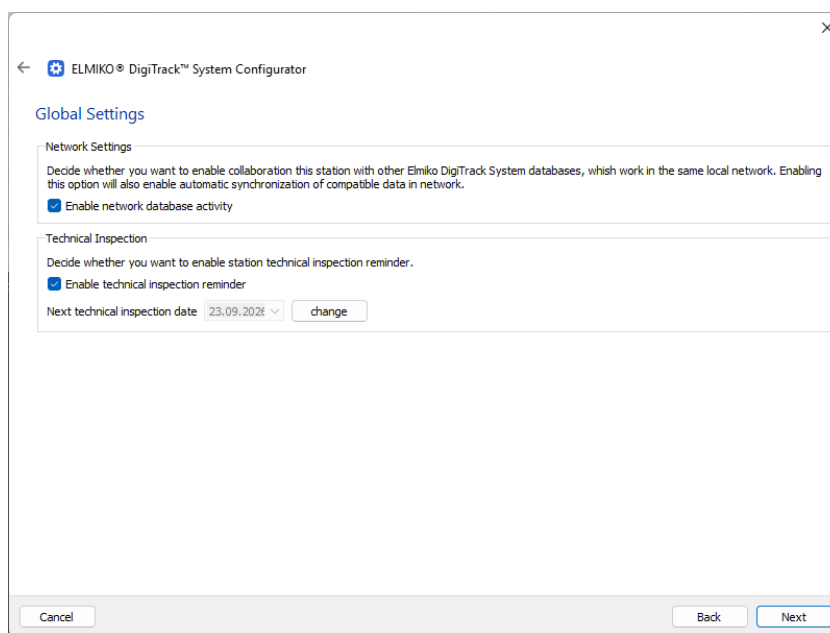 ELMIKO® DigiTrack™ System Configurator
Global Settings
Network Settings
Decide whether you want to enable collaboration this station with other Elmiko DigiTrack System databases, whish work in the same local network. Enabling
this option will also enable automatic synchronization of compatible data in network.
Enable network database activity
Technical Inspection
Decide whether you want to enable station technical inspection reminder.
Enable technical inspection reminder
Next technical inspection date 23.09.2026 change
Cancel Back Next